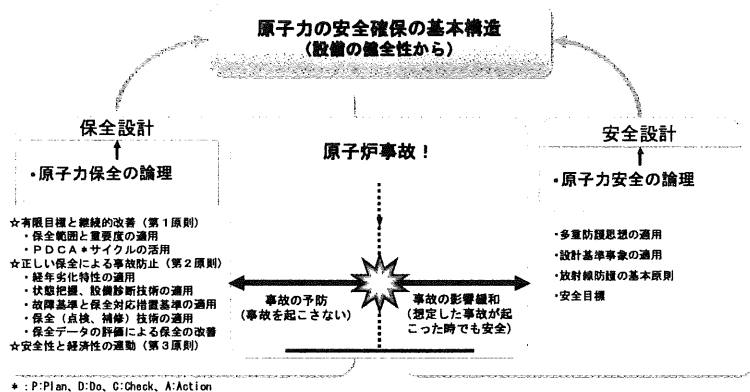 原子力の安全確保の基本構造
（設備の健全性から）
保全設計
・原子力保全の論理
☆有限目標と継続的改善（第１原則）
・保全範囲と重要度の適用
・ＰＤＣＡ＊サイクルの活用
☆正しい保全による事故防止（第２原則）
・経年劣化特性の適用
・状態把握、設備診断技術の適用
・故障基準と保全対応措置基準の適用
・保全（点検、補修）技術の適用
・保全データの評価による保全の改善
☆安全性と経済性の連動（第３原則）
原子炉事故！
事故の予防
（事故を起こさない）
事故の影響緩和
（想定した事故が起
こった時でも安全）
安全設計
・原子力安全の論理
・多重防護思想の適用
・設計基準事象の適用
・放射線防護の基本原則
・安全目標
＊：P:Plan、D:Do、C:Check、A:Action